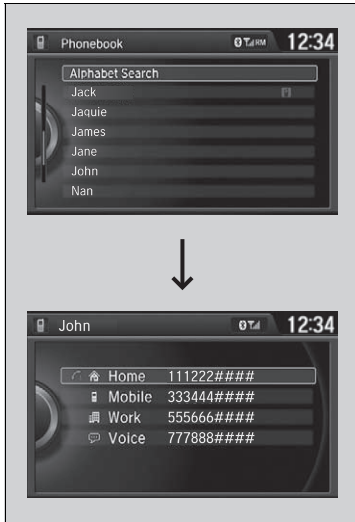 Phonebook RM 12:34
Alphabet Search
Jack
Jaquie
James
Jane
John
Nan
John 12:34
Home 111222####
Mobile 333444####
Work 555666####
Voice 777888####